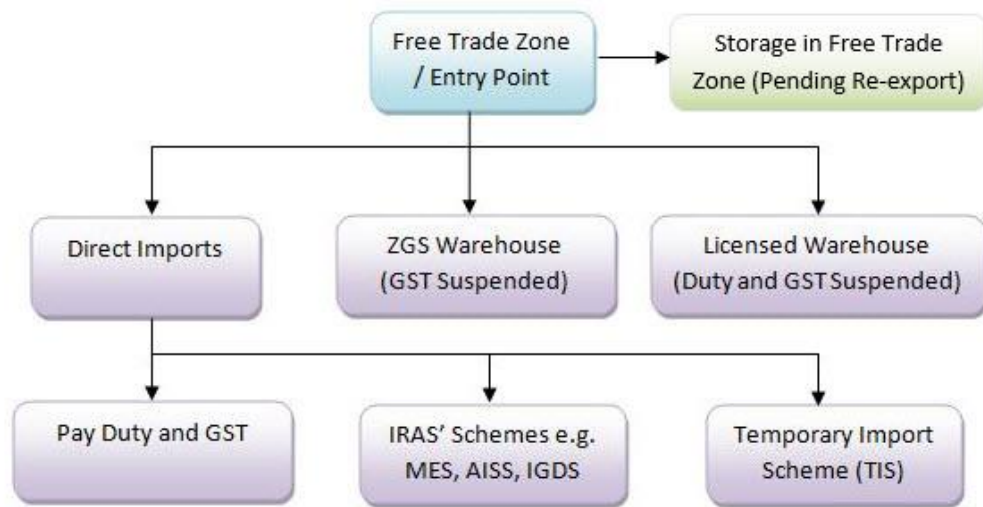 Free Trade Zone
/ Entry Point
Storage in Free Trade
Zone (Pending Re-export)
Direct Imports
ZGS Warehouse
(GST Suspended)
Licensed Warehouse
(Duty and GST Suspended)
Pay Duty and GST
IRAS’ Schemes e.g.
MES, AISS, IGDS
Temporary Import
Scheme (TIS)